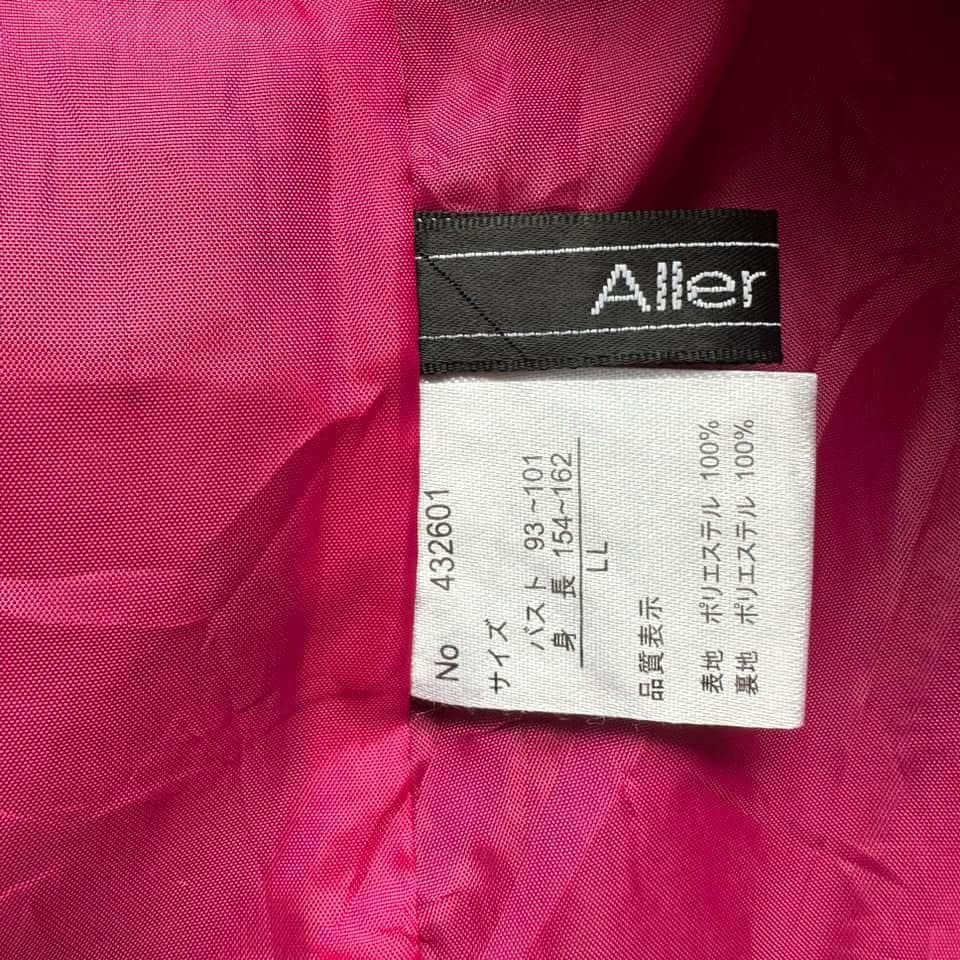 Aller
No 432601
サイズ
バスト 93~101
身 長 154~162
LL
品質表示
表地 ポリエステル 100%
裏地 ポリエステル 100%